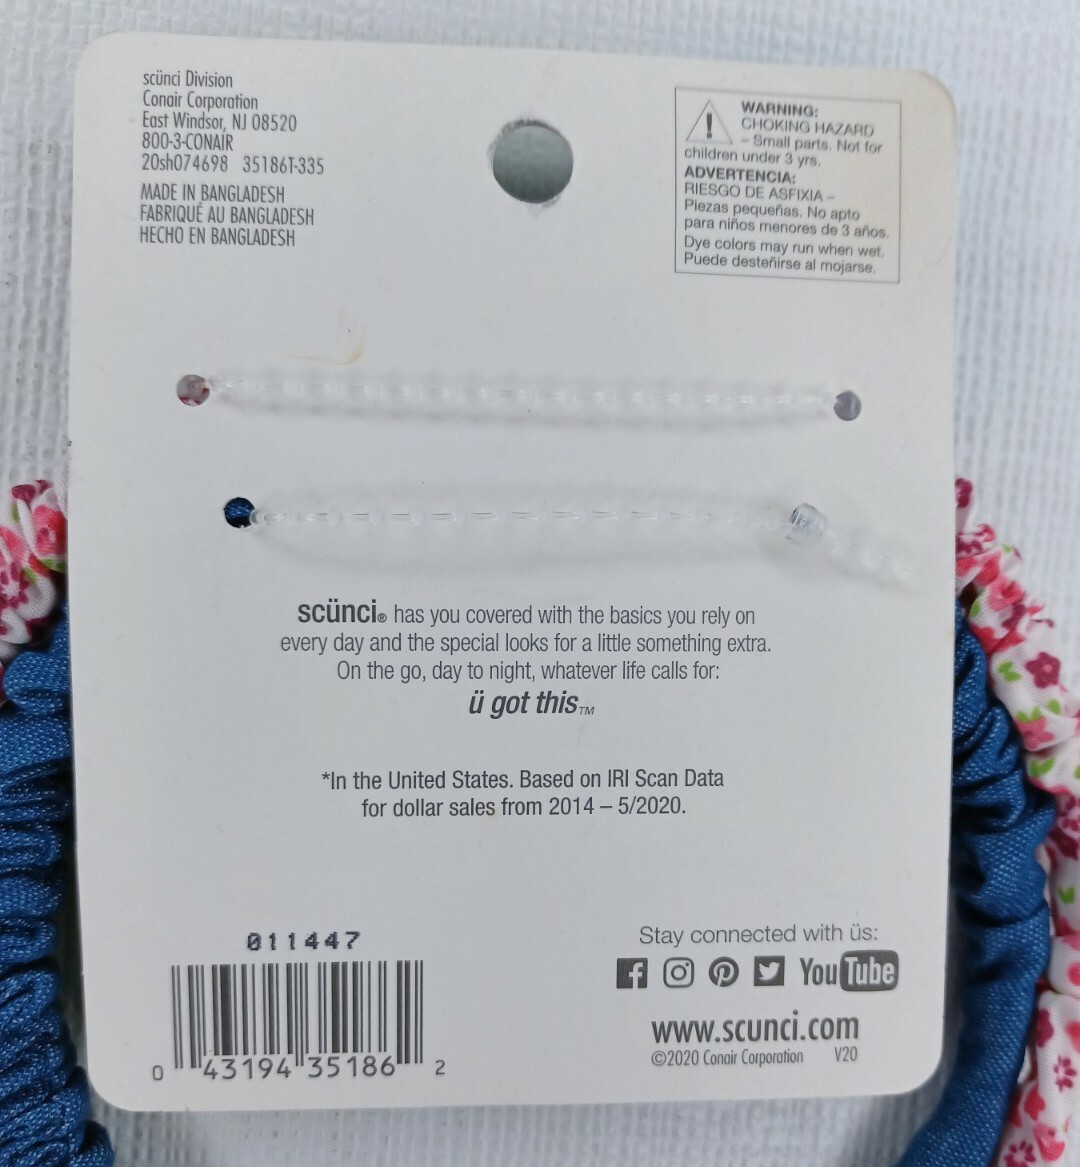 scünci Division
Conair Corporation
East Windsor, NJ 08520
800-3-CONAIR
20sh074698 35186T-335
MADE IN BANGLADESH
FABRIQUÉ AU BANGLADESH
HECHO EN BANGLADESH
WARNING:
CHOKING HAZARD
– Small parts. Not for
children under 3 yrs.
ADVERTENCIA:
RIESGO DE ASFIXIA –
Piezas pequeñas. No apto
para niños menores de 3 años.
Dye colors may run when wet.
Puede desteñirse al mojarse.
scünci® has you covered with the basics you rely on
every day and the special looks for a little something extra.
On the go, day to night, whatever life calls for:
ü got this™
*In the United States. Based on IRI Scan Data
for dollar sales from 2014 – 5/2020.
011447
0 43194 35186 2
Stay connected with üs:
YouTube
www.scunci.com
©2020 Conair Corporation V20